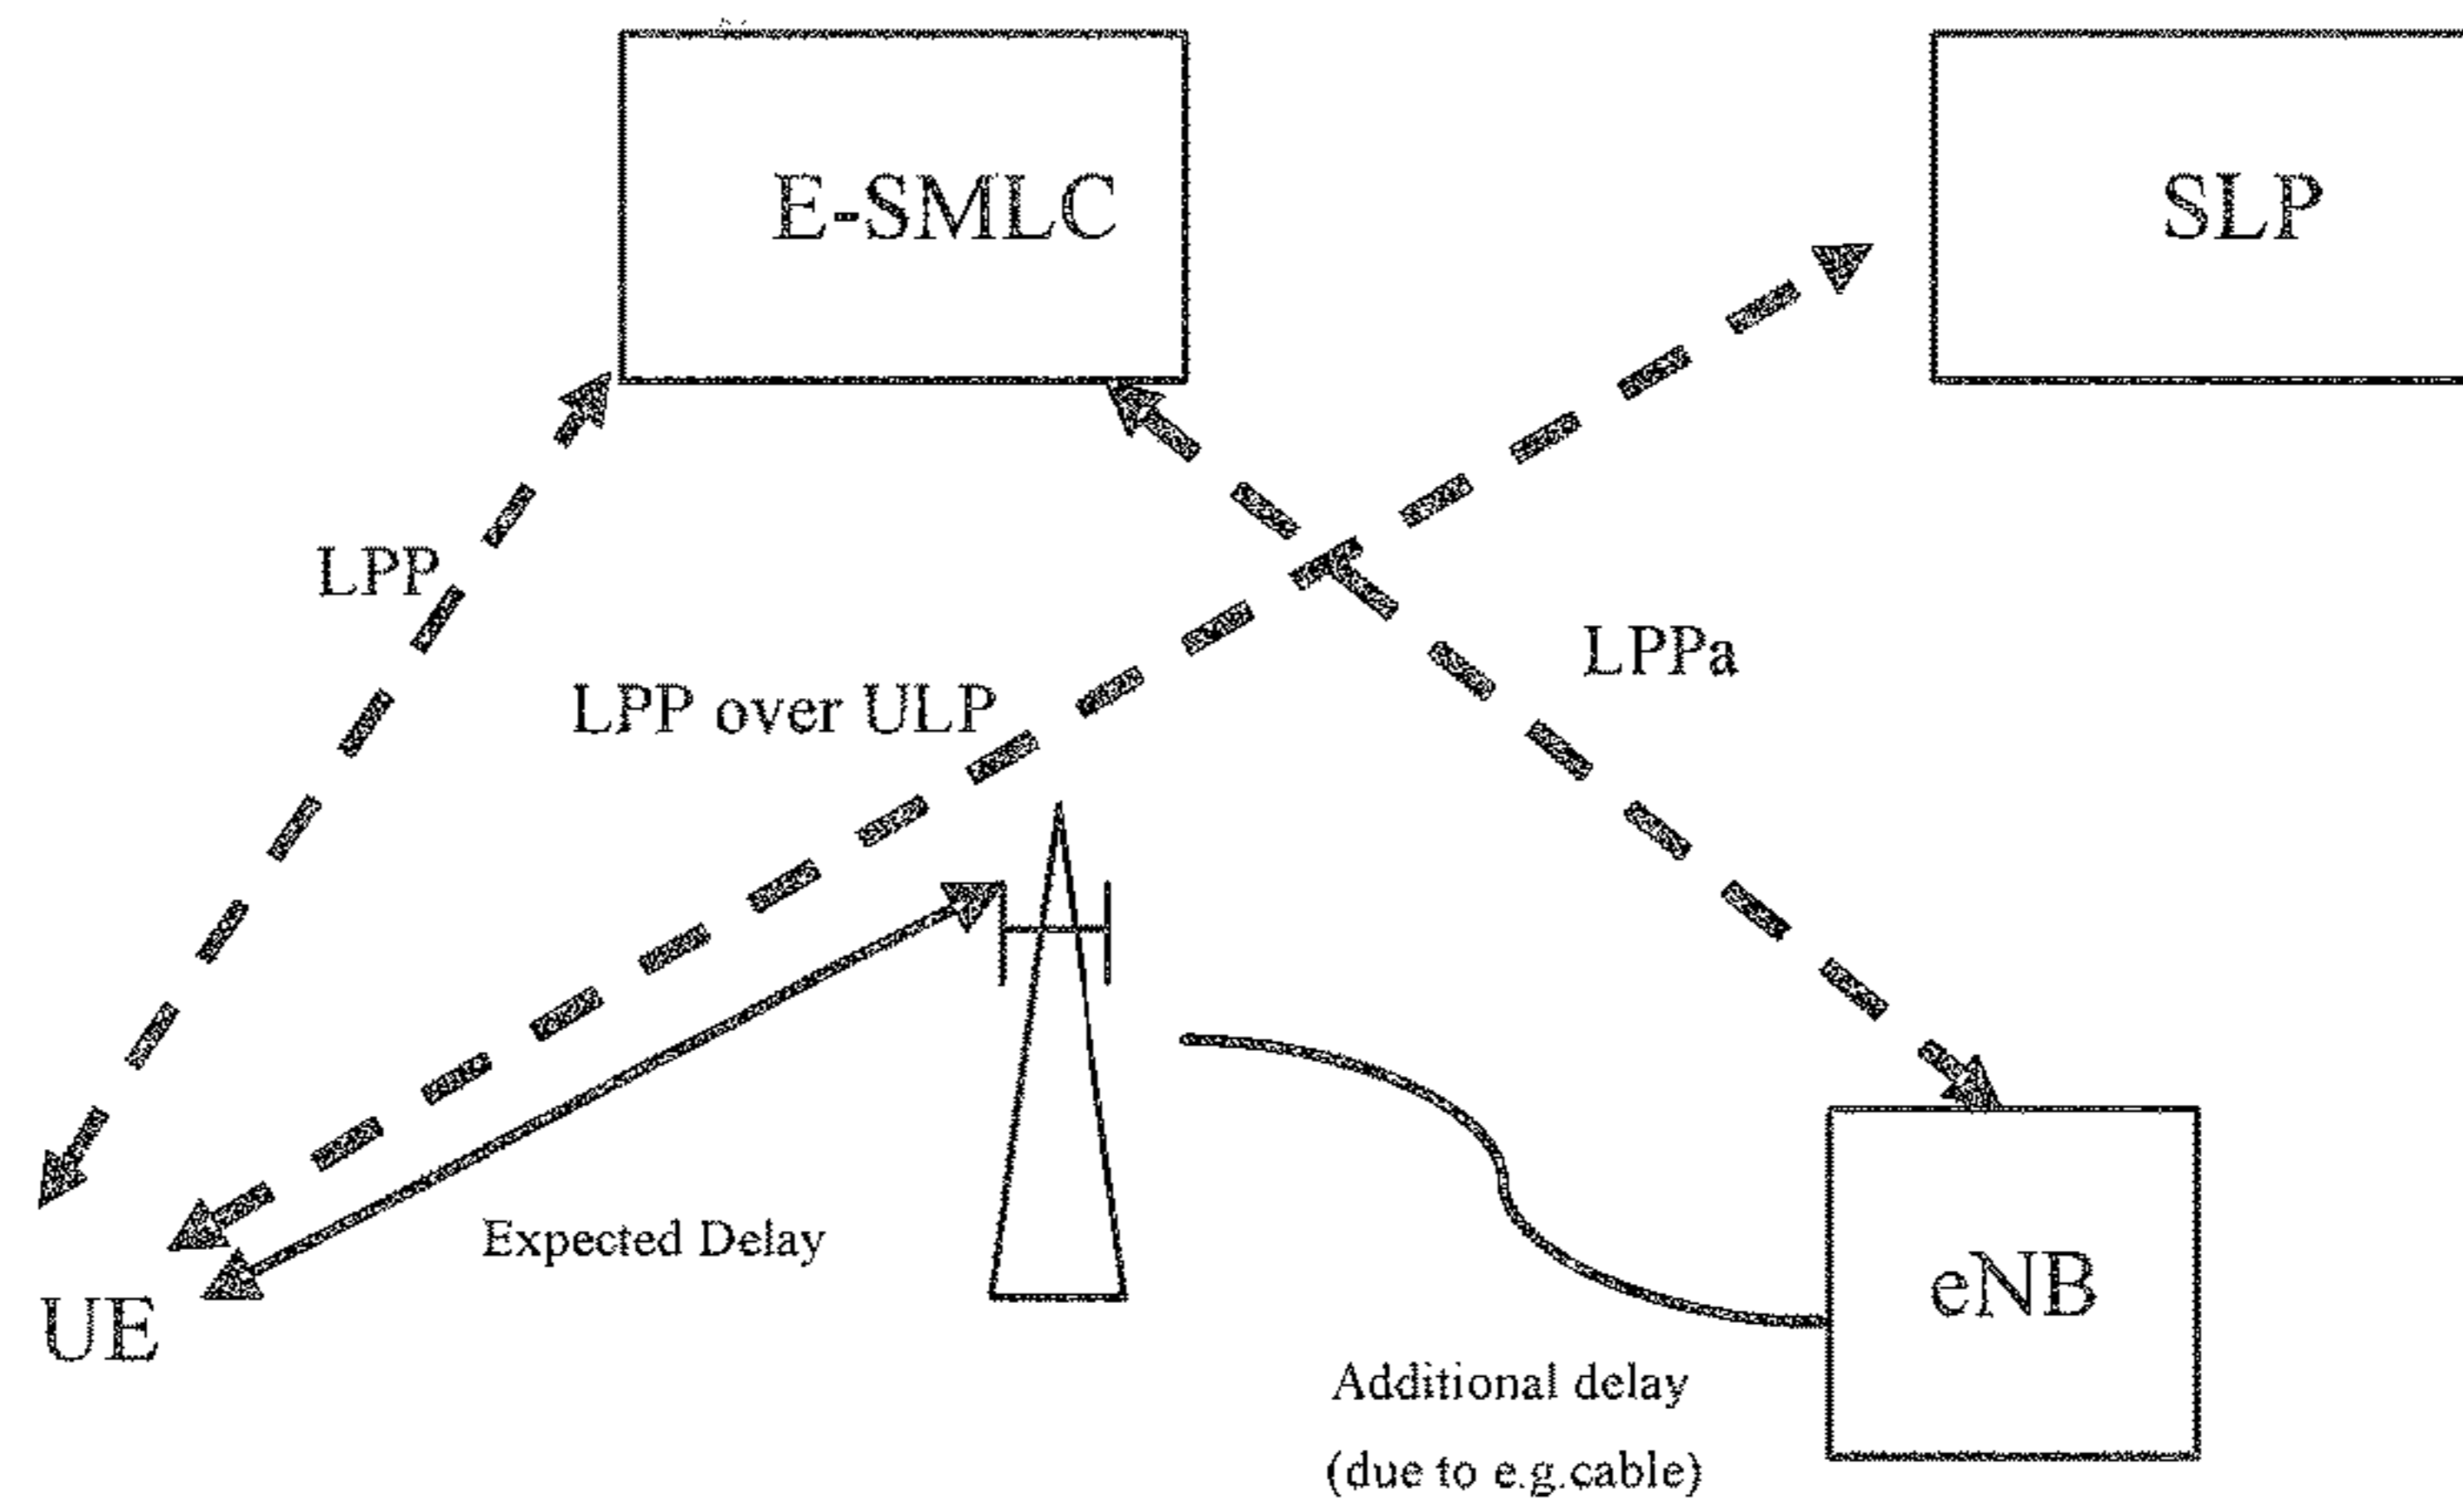 E-SMLC
SLP
LPP
LPPa
LPP over ULP
Expected Delay
UE
eNB
Additional delay
(due to e.g.cable)